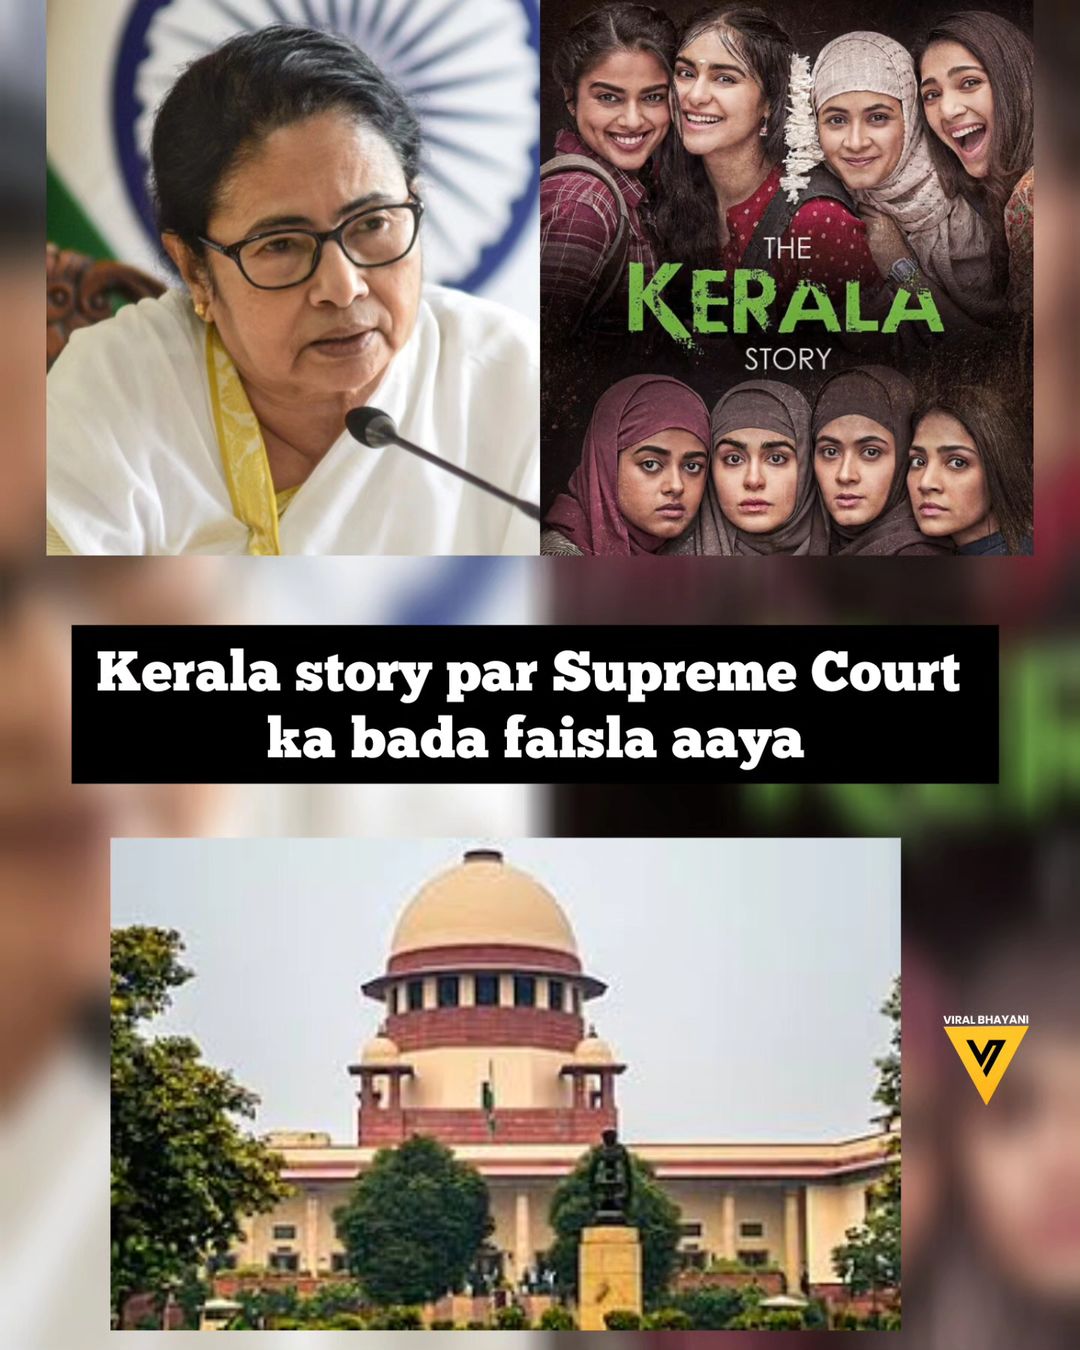 THE
KERALA
STORY
Kerala story par Supreme Court
ka bada faisla aaya
VIRAL BHAYANI